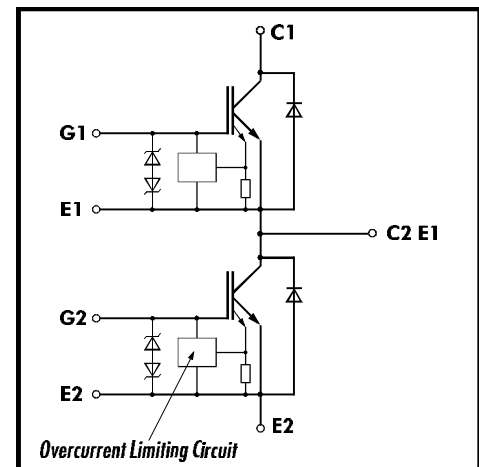 C1
G1
E1
C2 E1
G2
E2
E2
Overcurrent Limiting Circuit